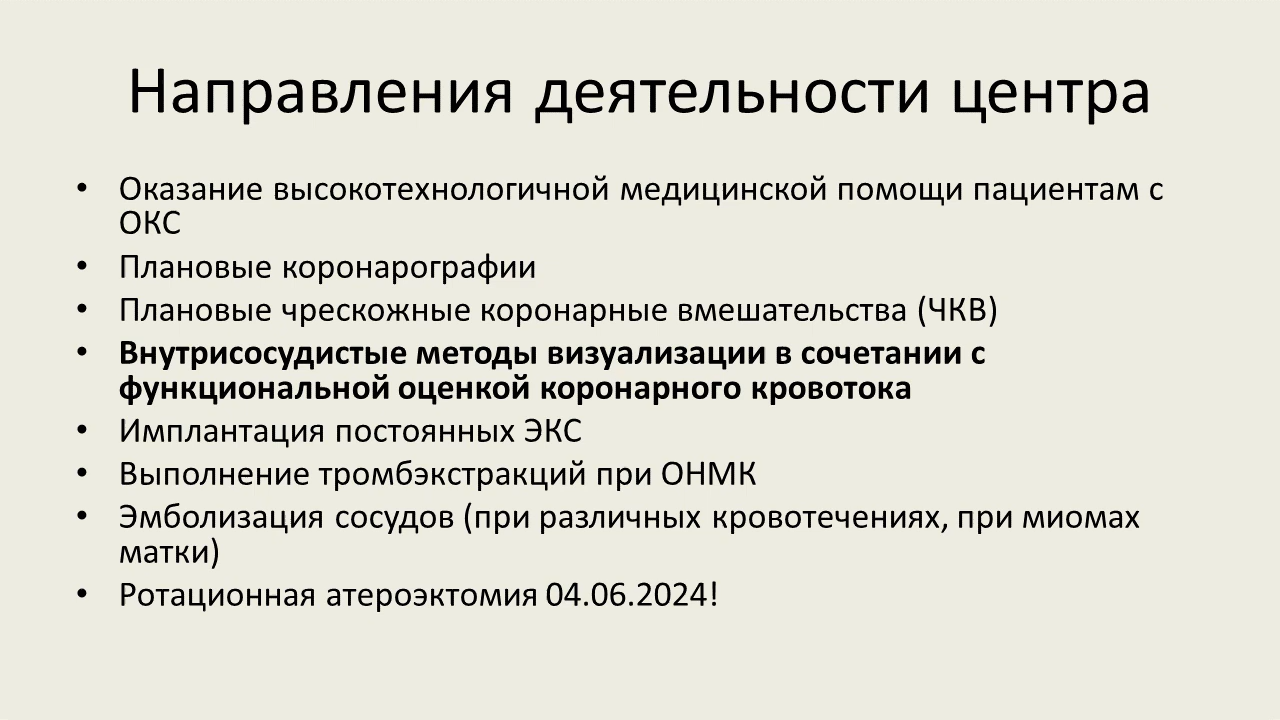 Направления деятельности центра
• Оказание высокотехнологичной медицинской помощи пациентам с
ОКС
• Плановые коронарографии
• Плановые чрескожные коронарные вмешательства (ЧКВ)
• Внутрисосудистые методы визуализации в сочетании с
функциональной оценкой коронарного кровотока
• Имплантация постоянных ЭКС
• Выполнение тромбэкстракций при ОНМК
• Эмболизация сосудов (при различных кровотечениях, при миомах
матки)
• Ротационная атероэктомия 04.06.2024!